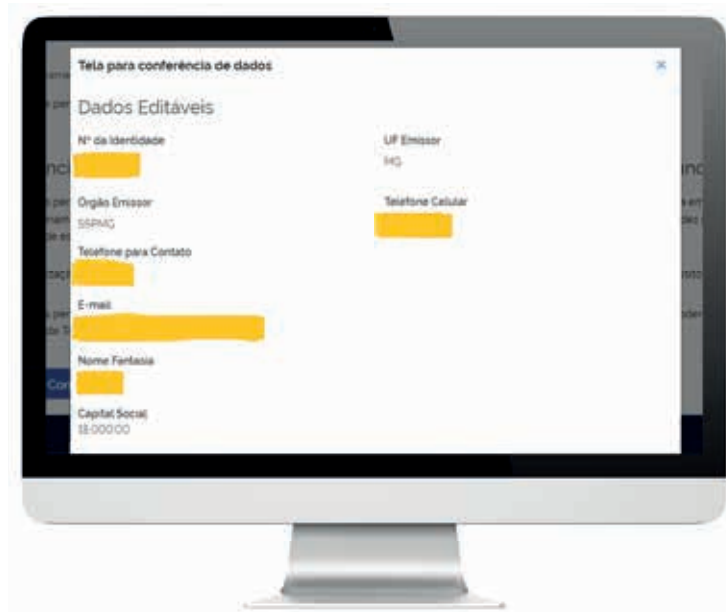 Tela para conferência de dados
Dados Editáveis
Nº da Identidade
UF Emissor
MG
Orgão Emissor
SSPMG
Telefone Celular
Telefone para Contato
E-mail
Nome Fantasia
Capital Social
18.000,00
Con